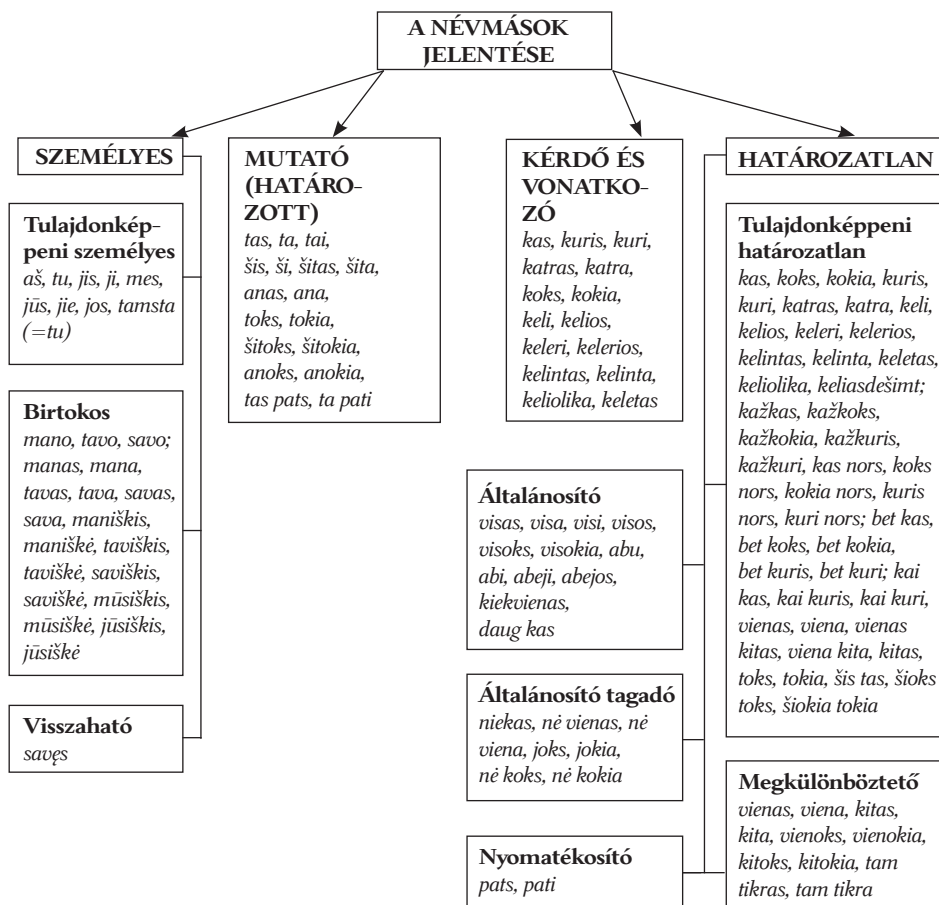 A NÉVMÁSOK
JELENTÉSE
SZEMÉLYES
Tulajdonkép-
peni személyes
aš, tu, jis, ji, mes,
jūs, jie, jos, tamsta
(=tu)
Birtokos
mano, tavo, savo;
manas, mana,
tavas, tava, savas,
sava, maniškis,
maniškė, taviškis,
taviškė, saviškis,
saviškė, mūsiškis,
mūsiškė, jūsiškis,
jūsiškė
Visszaható
savęs
MUTATÓ
(HATÁRO-
ZOTT)
tas, ta, tai,
šis, ši, šitas, šita,
anas, ana,
toks, tokia,
šitoks, šitokia,
anoks, anokia,
tas pats, ta pati
KÉRDŐ ÉS
VONATKO-
ZÓ
kas, kuris, kuri,
katras, katra,
koks, kokia,
keli, kelios,
keleri, kelerios,
kelintas, kelinta,
keliolika, keletas
HATÁROZATLAN
Tulajdonképpeni
határozatlan
kas, koks, kokia, kuris,
kuri, katras, katra, keli,
kelios, keleri, kelerios,
kelintas, kelinta, keletas,
keliolika, keliasdešimt;
kažkas, kažkoks,
kažkokia, kažkuris,
kažkuri, kas nors, koks
nors, kokia nors, kuris
nors, kuri nors; bet kas,
bet koks, bet kokia,
bet kuris, bet kuri; kai
kas, kai kuris, kai kuri,
vienas, viena, vienas
kitas, viena kita, kitas,
toks, tokia, šis tas, šioks
toks, šiokia tokia
Általánosító
visas, visa, visi, visos,
visoks, visokia, abu,
abi, abeji, abejos,
kiekvienas,
daug kas
Általánosító tagadó
niekas, nė vienas, nė
viena, joks, jokia,
nė koks, nė kokia
Nyomatékosító
pats, pati
Megkülönböztető
vienas, viena, kitas,
kita, vienoks, vienokia,
kitoks, kitokia, tam
tikras, tam tikra